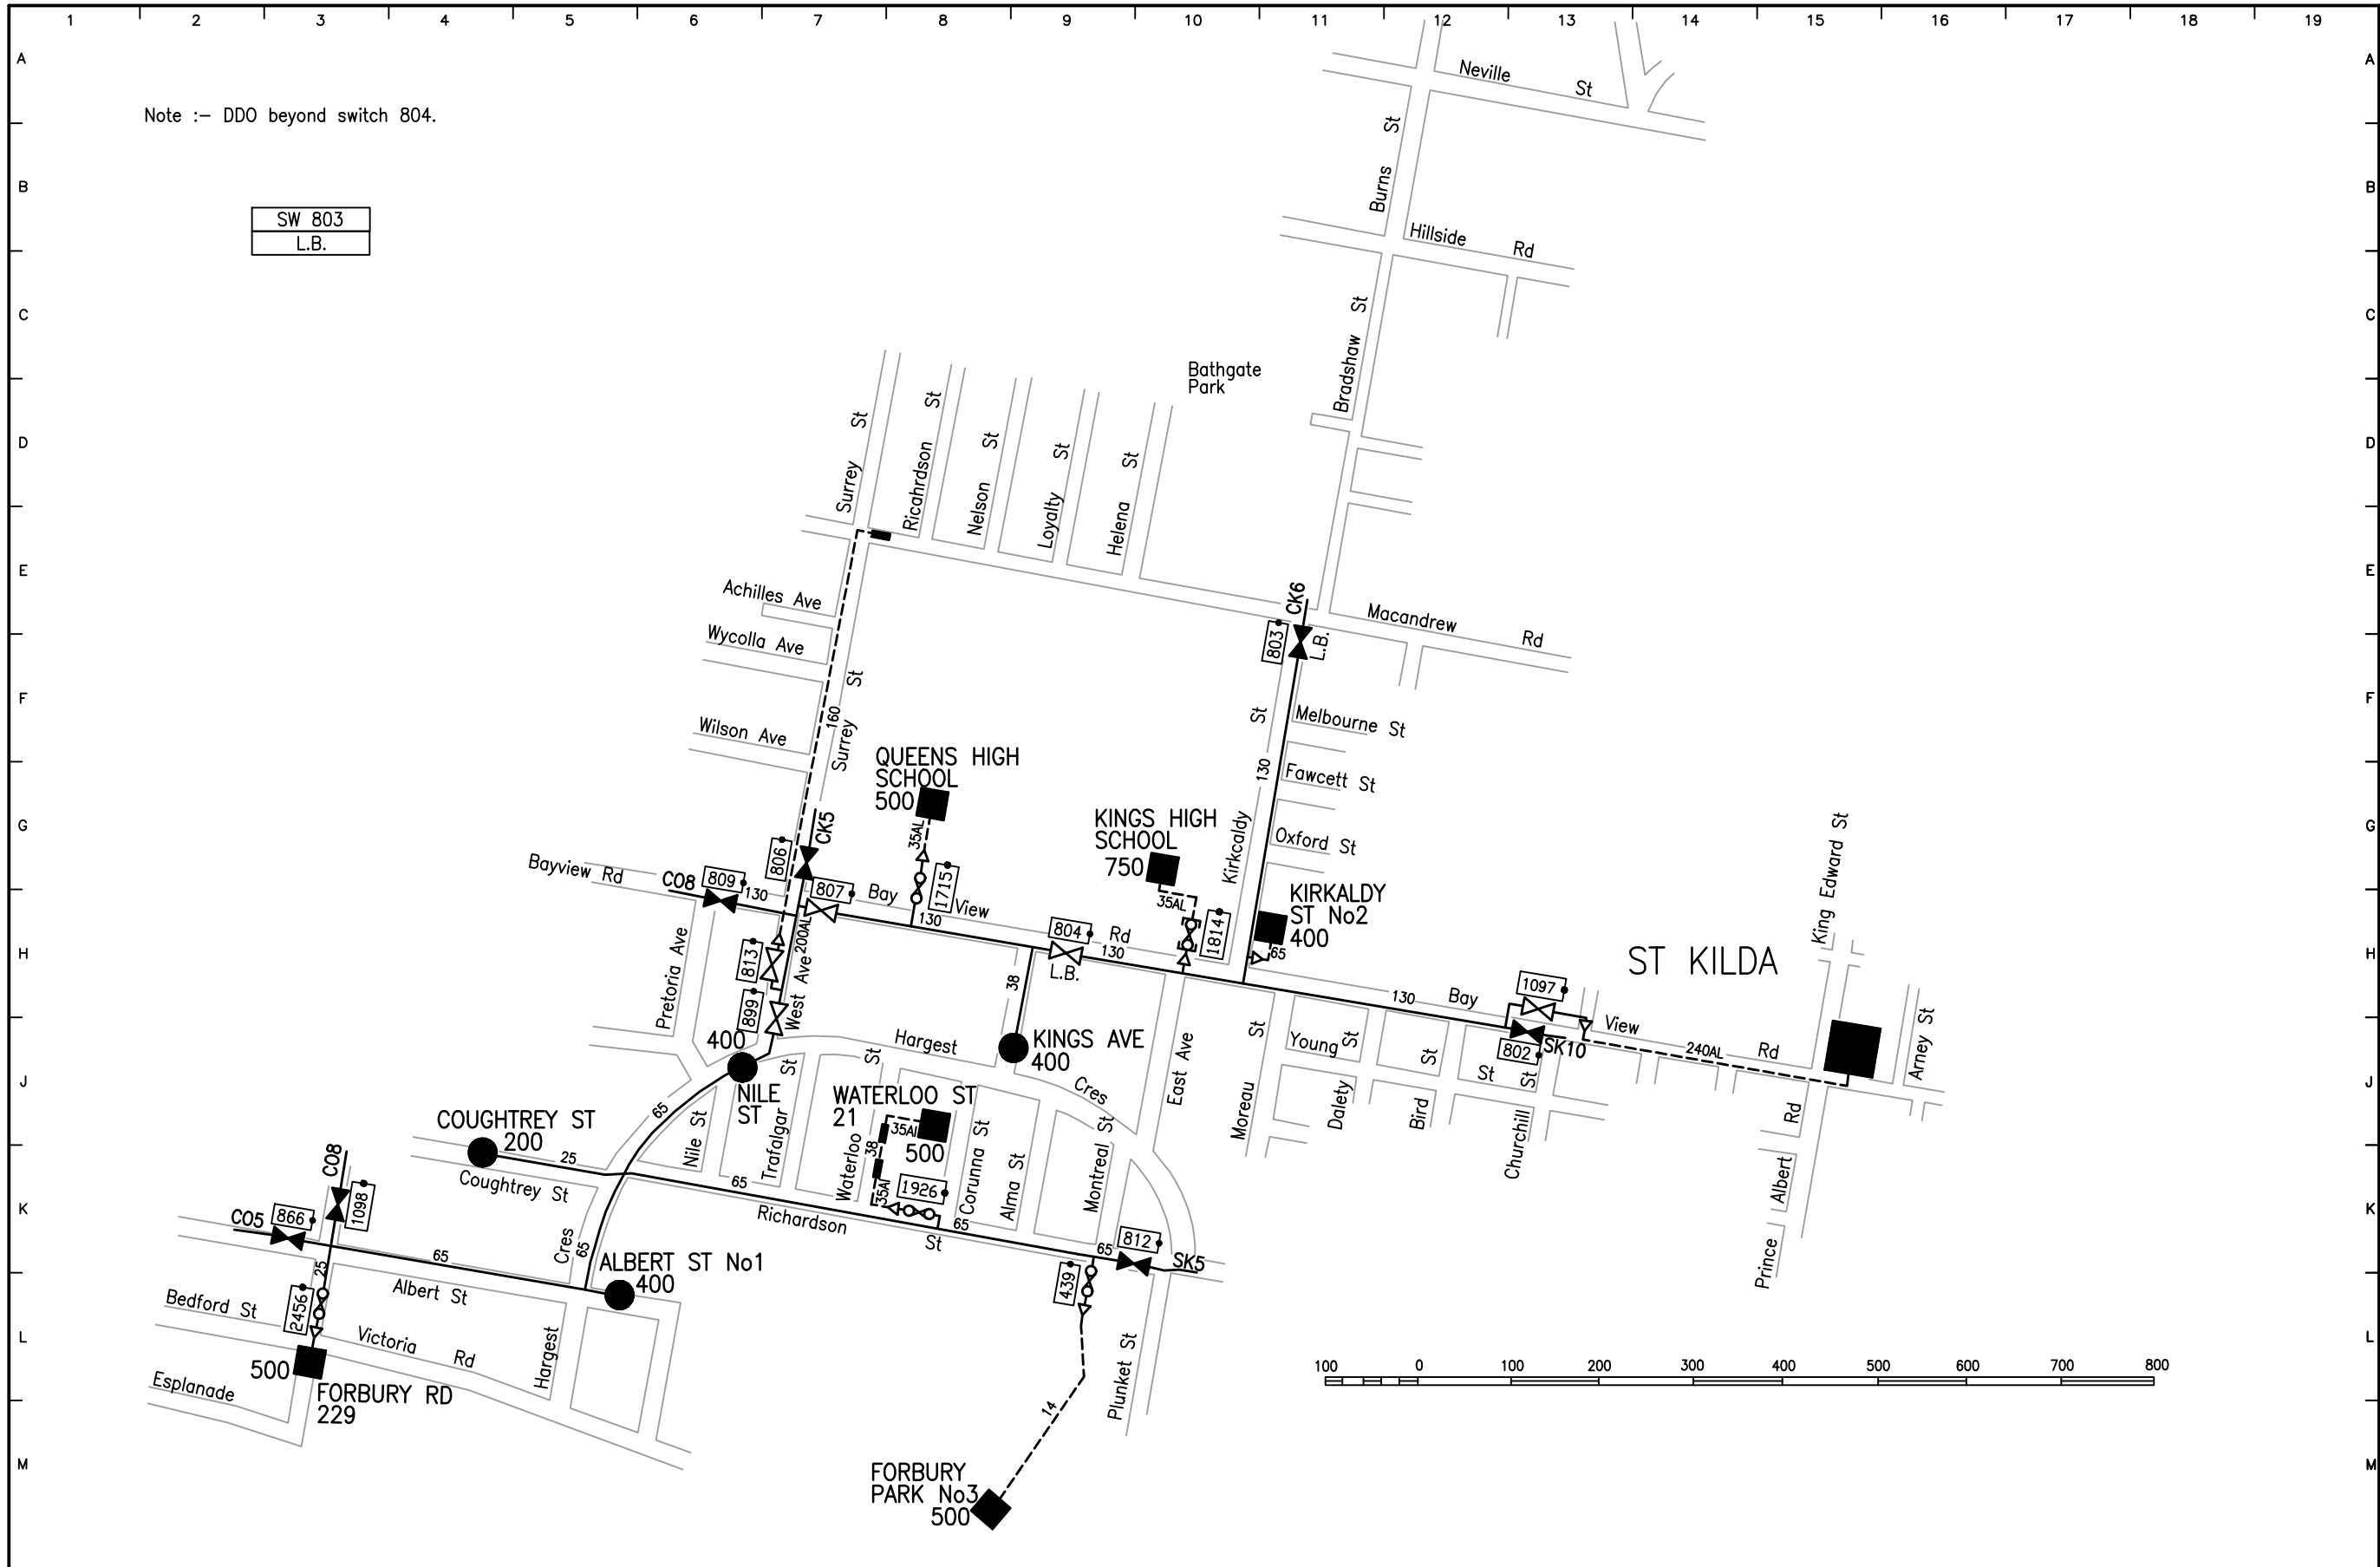 1 2 3 4 5 6 7 8 9 10 11 12 13 14 15 16 17 18 19
A A
Neville St
Note :- DDO beyond switch 804.
Burns St
B B
SW 803
L.B.
Hillside Rd
C C
Bradshaw St
Bathgate
Park
D D
Surrey St
Ricahrdson St
Nelson St
Loyalty St
Helena St
E E
Achilles Ave
CK6
Macandrew Rd
Wycolla Ave
803
L.B.
F F
160
Surrey St
Melbourne St
Wilson Ave
QUEENS HIGH
SCHOOL
500
130
Fawcett St
KINGS HIGH
SCHOOL
750
G G
CK5
35AL
806
Kirkcaldy St
Oxford St
King Edward St
Bayview Rd
CO8
809
130
807
Bay View Rd
1715
130
35AL
KIRKALDY
ST No2
400
804
130
L.B.
1814
65
H H
ST KILDA
200AL
813
899
West Ave
Pretoria Ave
38
130
Bay View Rd
1097
802
SK10
240AL
400
NILE
ST
Hargest Cres
KINGS AVE
400
East Ave
Moreau St
Young St
Dalety St
Bird St
Churchill St
Arney St
J J
65
Nile St
Trafalgar St
Waterloo St
WATERLOO ST
21
35Al
500
38
35Al
COUGHTREY ST
200
25
Coughtrey St
Corunna St
Alma St
Montreal St
Prince Albert Rd
CO8
1098
K K
CO5
866
65
1926
Richardson St
65
65
812
SK5
439
65
Hargest Cres
65
ALBERT ST No1
400
25
2456
Albert St
Bedford St
Victoria Rd
L L
500
FORBURY RD
229
Esplanade
Plunket St
100 0 100 200 300 400 500 600 700 800
14
M M
FORBURY
PARK No3
500